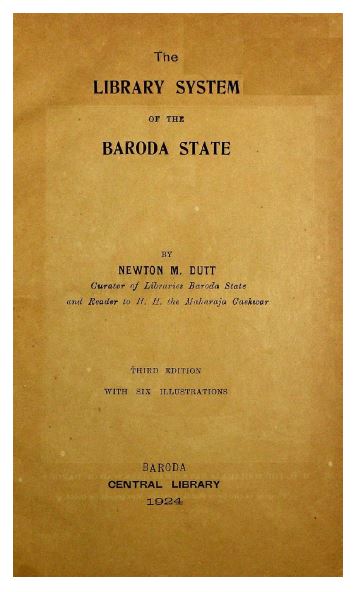 The
LIBRARY SYSTEM
OF THE
BARODA STATE
BY
NEWTON M. DUTT
Curator of Libraries Baroda State
and Reader to H. H. the Maharaja Gaekwar
THIRD EDITION
WITH SIX ILLUSTRATIONS
BARODA
CENTRAL LIBRARY
1924